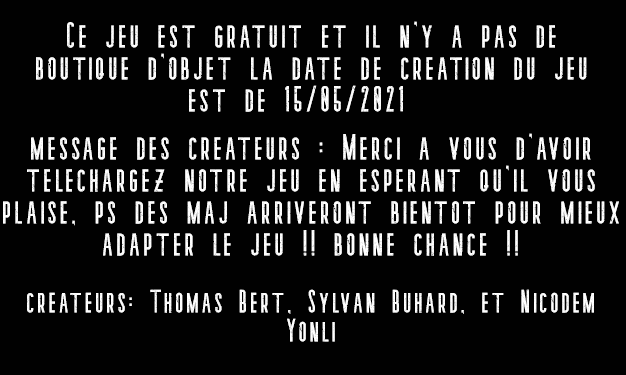 Ce jeu est gratuit et il n'y a pas de
boutique d'objet la date de creation du jeu
est de 15/05/2021
message des createurs : Merci a vous d'avoir
telechargez notre jeu en esperant qu'il vous
plaise, ps des maj arriveront bientot pour mieux
adapter le jeu !! bonne chance !!
createurs: Thomas Bert, Sylvan Buhard, et Nicodem
Yonli